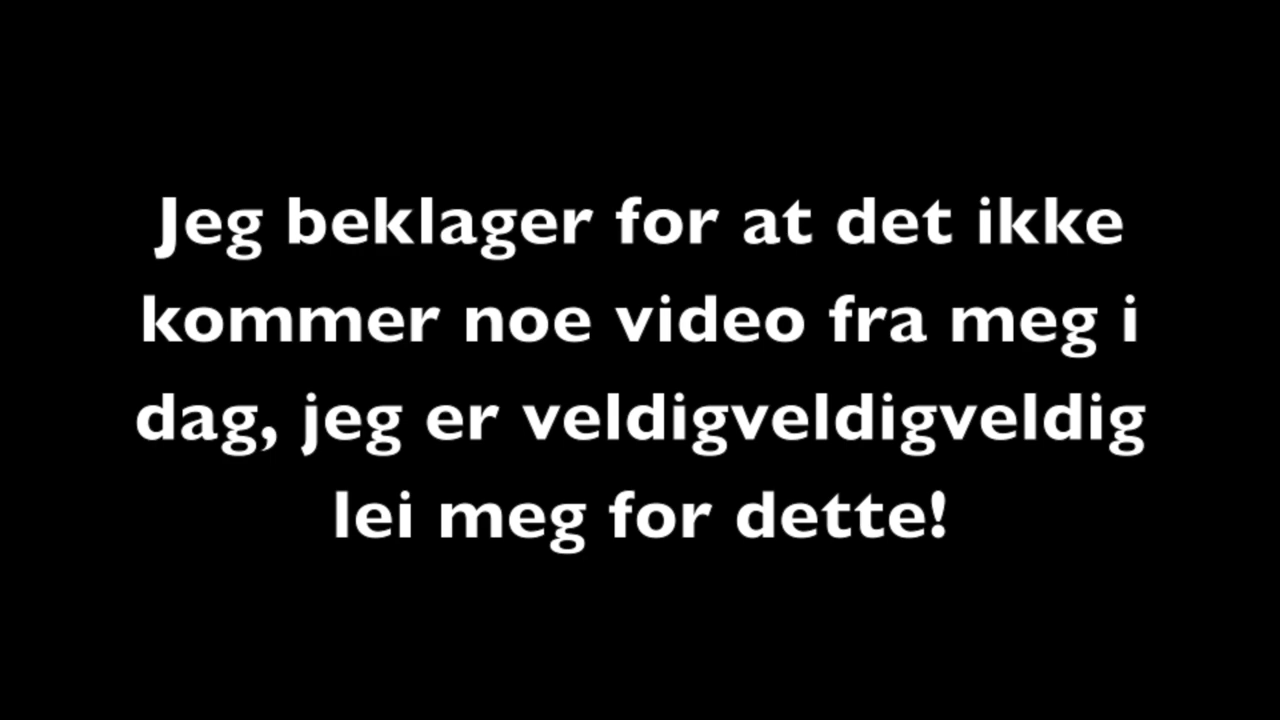 Jeg beklager for at det ikke
kommer noe video fra meg i
dag, jeg er veldigveldigveldig
lei meg for dette!